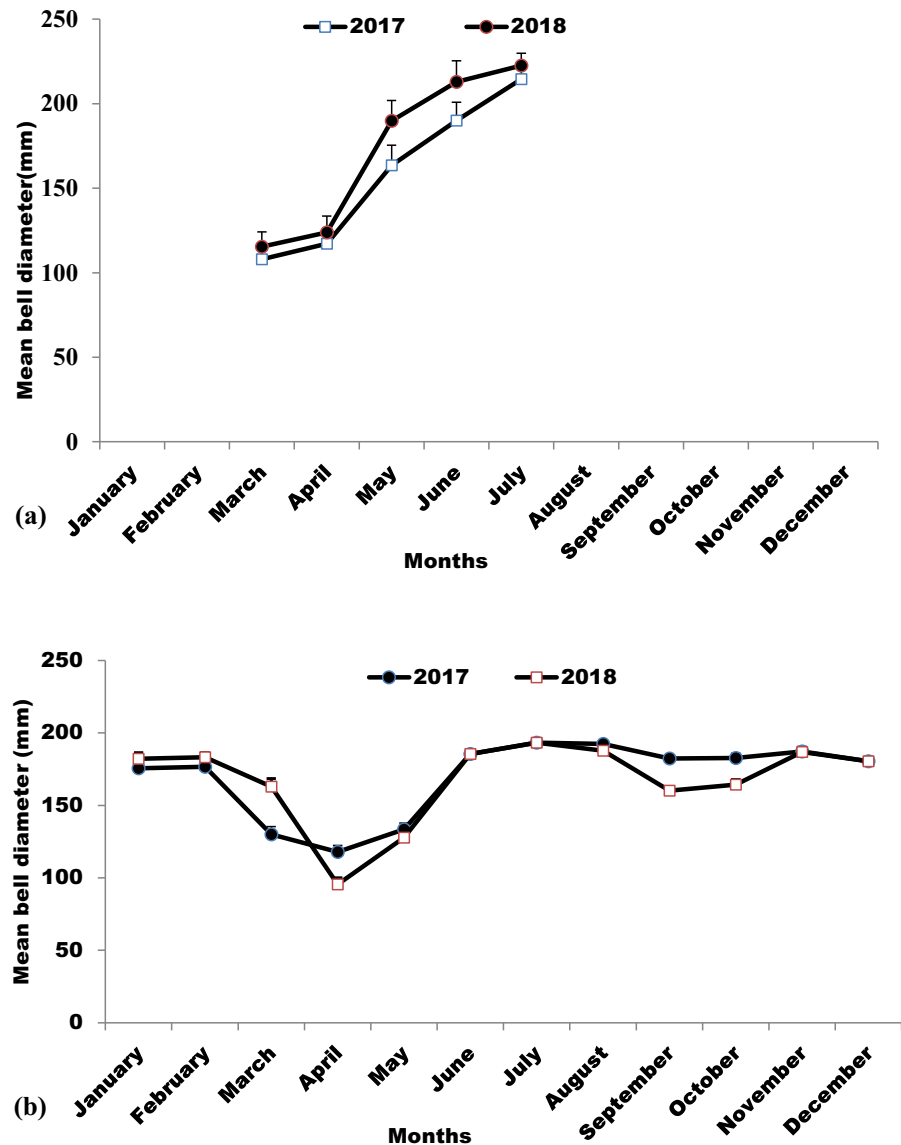 2017 2018
250
200
150
100
50
0
Mean bell diameter(mm)
January February March April May June July August September October November December
(a)
Months
2017 2018
250
200
150
100
50
0
Mean bell diameter (mm)
January February March April May June July August September October November December
(b)
Months